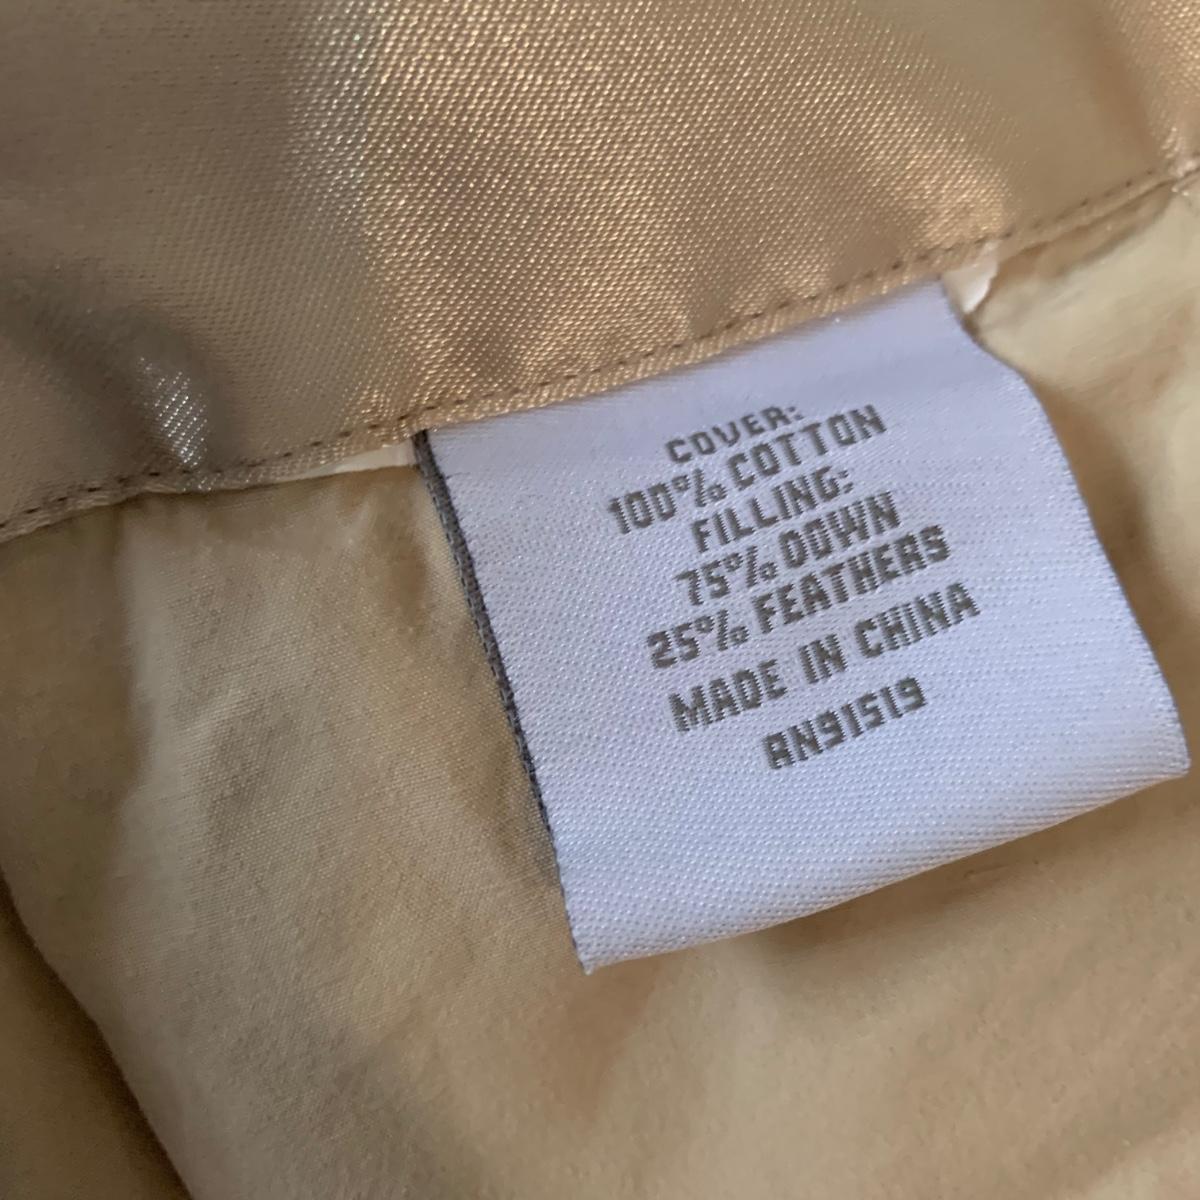 COVER:
100% COTTON
FILLING:
75% DOWN
25% FEATHERS
MADE IN CHINA
RN91519